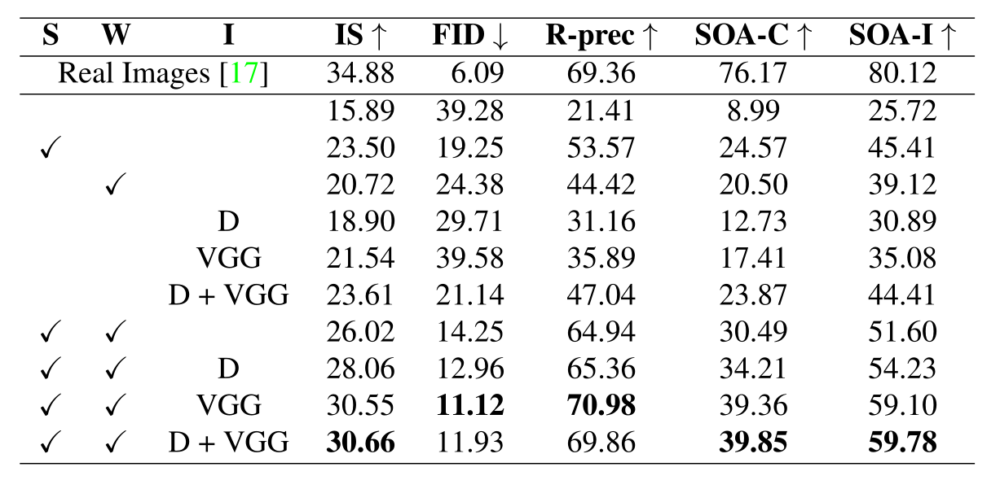 S W I IS ↑ FID ↓ R-prec ↑ SOA-C ↑ SOA-I ↑
Real Images [17] 34.88 6.09 69.36 76.17 80.12
15.89 39.28 21.41 8.99 25.72
✓ 23.50 19.25 53.57 24.57 45.41
✓ 20.72 24.38 44.42 20.50 39.12
D 18.90 29.71 31.16 12.73 30.89
VGG 21.54 39.58 35.89 17.41 35.08
D + VGG 23.61 21.14 47.04 23.87 44.41
✓ ✓ 26.02 14.25 64.94 30.49 51.60
✓ ✓ D 28.06 12.96 65.36 34.21 54.23
✓ ✓ VGG 30.55 11.12 70.98 39.36 59.10
✓ ✓ D + VGG 30.66 11.93 69.86 39.85 59.78